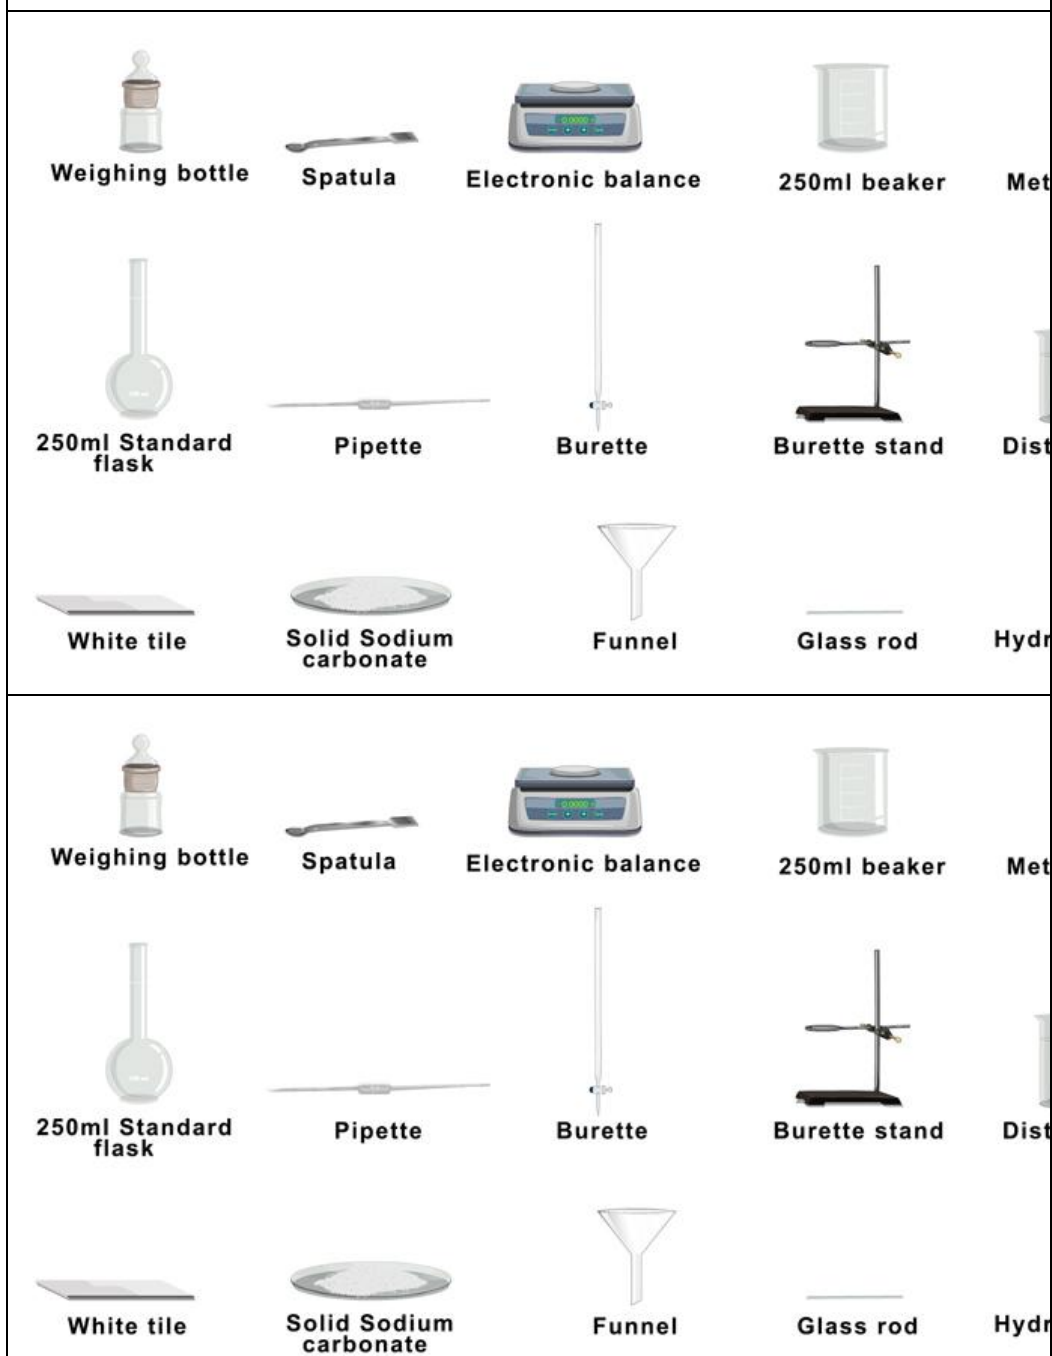 Weighing bottle
Spatula
Electronic balance
250ml beaker
Met
250ml Standard
flask
Pipette
Burette
Burette stand
Dist
White tile
Solid Sodium
carbonate
Funnel
Glass rod
Hydr
Weighing bottle
Spatula
Electronic balance
250ml beaker
Met
250ml Standard
flask
Pipette
Burette
Burette stand
Dist
White tile
Solid Sodium
carbonate
Funnel
Glass rod
Hydr